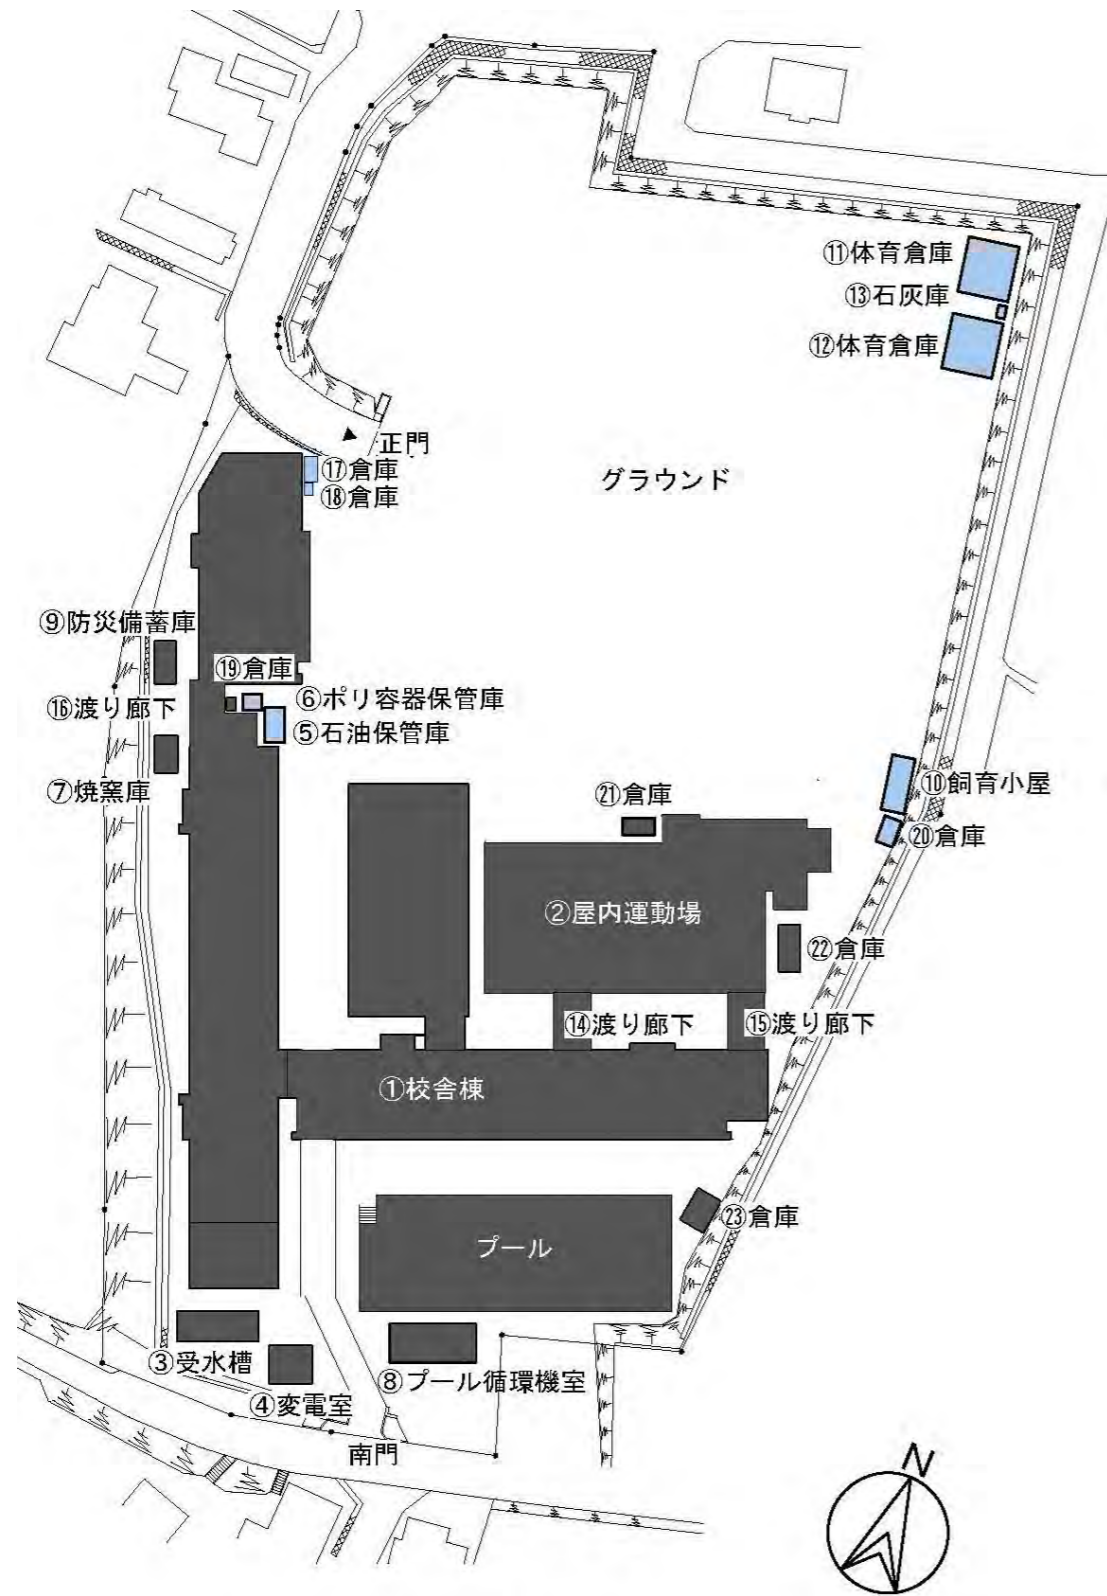 ⑪体育倉庫
⑬石灰庫
⑫体育倉庫
正門
⑰倉庫
⑱倉庫
グラウンド
⑨防災備蓄庫
⑲倉庫
⑯渡り廊下
⑥ポリ容器保管庫
⑤石油保管庫
⑦焼窯庫
⑩飼育小屋
㉑倉庫
⑳倉庫
②屋内運動場
㉒倉庫
⑭渡り廊下
⑮渡り廊下
①校舎棟
㉓倉庫
プール
③受水槽
⑧プール循環機室
④変電室
南門
N